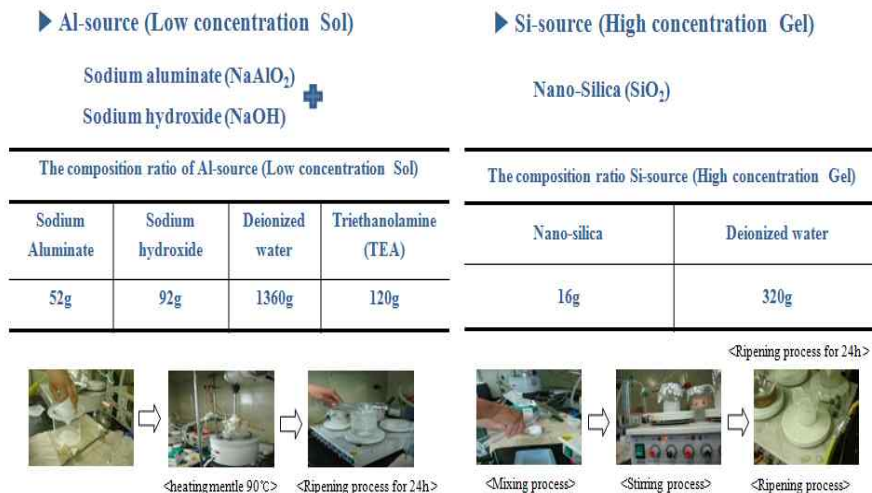 ▶ Al-source (Low concentration Sol)
Sodium aluminate (NaAlO₂)
Sodium hydroxide (NaOH)
The composition ratio of Al-source (Low concentration Sol)
Sodium Aluminate | Sodium hydroxide | Deionized water | Triethanolamine (TEA)
52g | 92g | 1360g | 120g
<heating mentle 90℃>
<Ripening process for 24h>
▶ Si-source (High concentration Gel)
Nano-Silica (SiO₂)
The composition ratio Si-source (High concentration Gel)
Nano-silica | Deionized water
16g | 320g
<Ripening process for 24h>
<Mixing process>
<Stirring process>
<Ripening process>